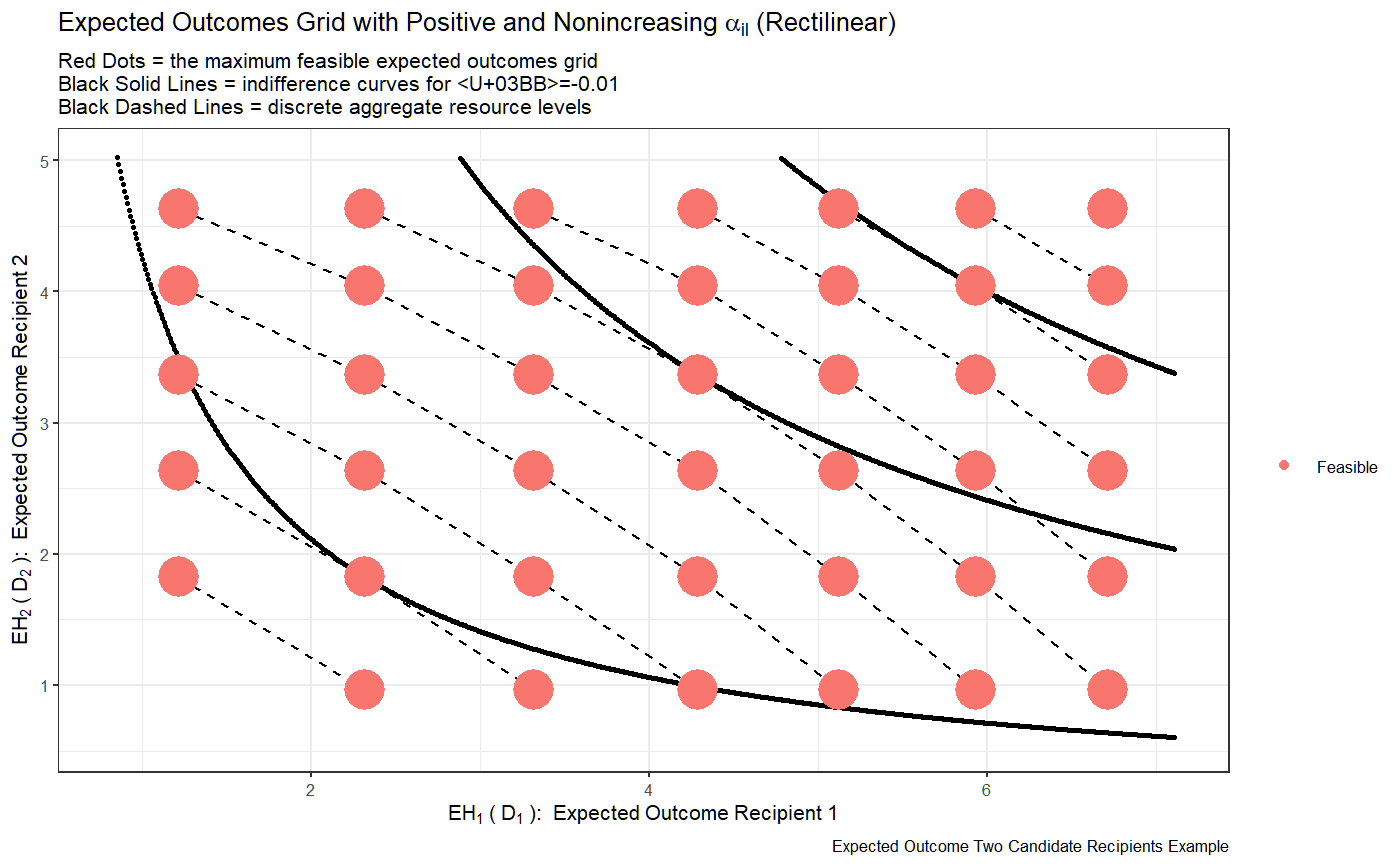 Expected Outcomes Grid with Positive and Nonincreasing αil (Rectilinear)
Red Dots = the maximum feasible expected outcomes grid
Black Solid Lines = indifference curves for <U+03BB>=-0.01
Black Dashed Lines = discrete aggregate resource levels
5
4
3
2
1
EH2 ( D2 ):  Expected Outcome Recipient 2
2
4
6
EH1 ( D1 ):  Expected Outcome Recipient 1
Feasible
Expected Outcome Two Candidate Recipients Example